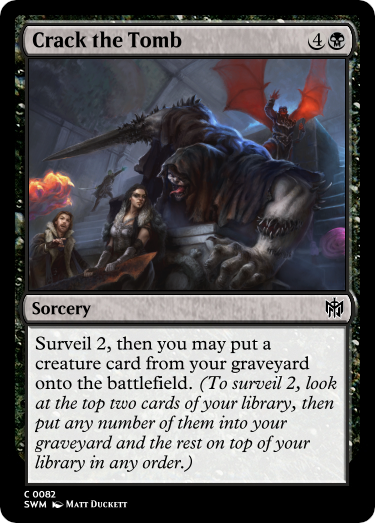 Crack the Tomb 4
Sorcery
Surveil 2, then you may put a
creature card from your graveyard
onto the battlefield. (To surveil 2, look
at the top two cards of your library, then
put any number of them into your
graveyard and the rest on top of your
library in any order.)
C 0082
SWM Matt Duckett